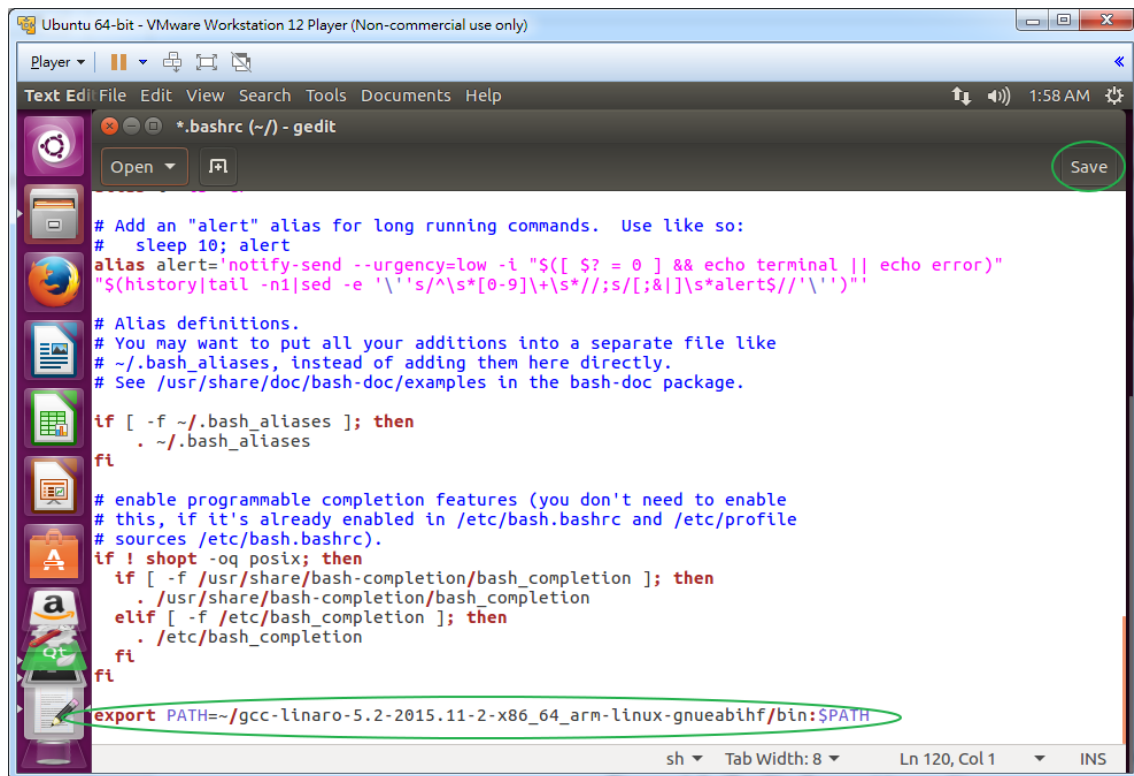 Ubuntu 64-bit - VMware Workstation 12 Player (Non-commercial use only)
Player
Text Edi File Edit View Search Tools Documents Help 1:58 AM
*.bashrc (~/) - gedit
Open Save
# Add an "alert" alias for long running commands.  Use like so:
#   sleep 10; alert
alias alert='notify-send --urgency=low -i "$([ $? = 0 ] && echo terminal || echo error)"
"$(history|tail -n1|sed -e '\''s/^\s*[0-9]\+\s*//;s/[;&|]\s*alert$//'\'')"'
# Alias definitions.
# You may want to put all your additions into a separate file like
# ~/.bash_aliases, instead of adding them here directly.
# See /usr/share/doc/bash-doc/examples in the bash-doc package.
if [ -f ~/.bash_aliases ]; then
    . ~/.bash_aliases
fi
# enable programmable completion features (you don't need to enable
# this, if it's already enabled in /etc/bash.bashrc and /etc/profile
# sources /etc/bash.bashrc).
if ! shopt -oq posix; then
  if [ -f /usr/share/bash-completion/bash_completion ]; then
    . /usr/share/bash-completion/bash_completion
  elif [ -f /etc/bash_completion ]; then
    . /etc/bash_completion
  fi
fi
export PATH=~/gcc-linaro-5.2-2015.11-2-x86_64_arm-linux-gnueabihf/bin:$PATH
sh Tab Width: 8 Ln 120, Col 1 INS
a
Qt